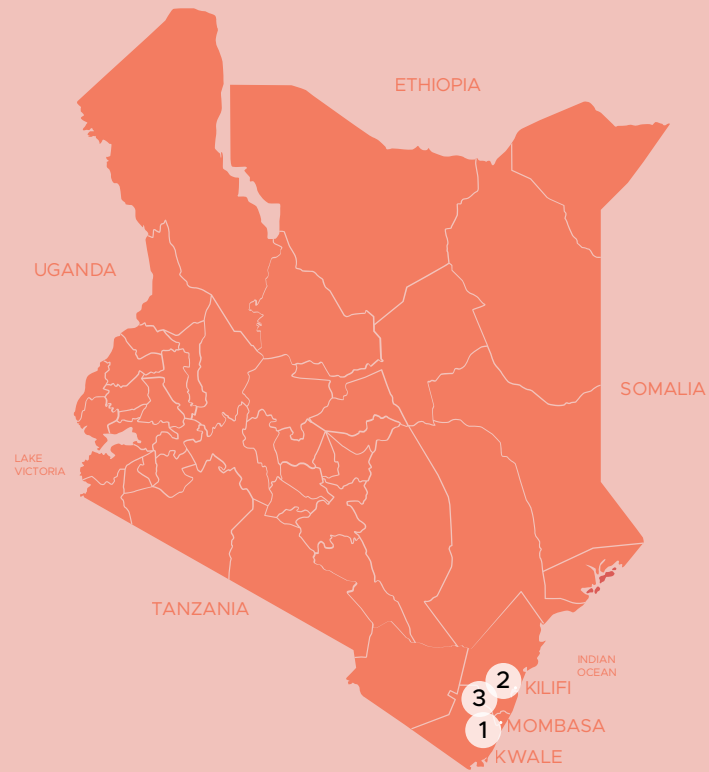 ETHIOPIA
UGANDA
SOMALIA
LAKE
VICTORIA
TANZANIA
INDIAN
OCEAN
2
KILIFI
3
1
MOMBASA
KWALE